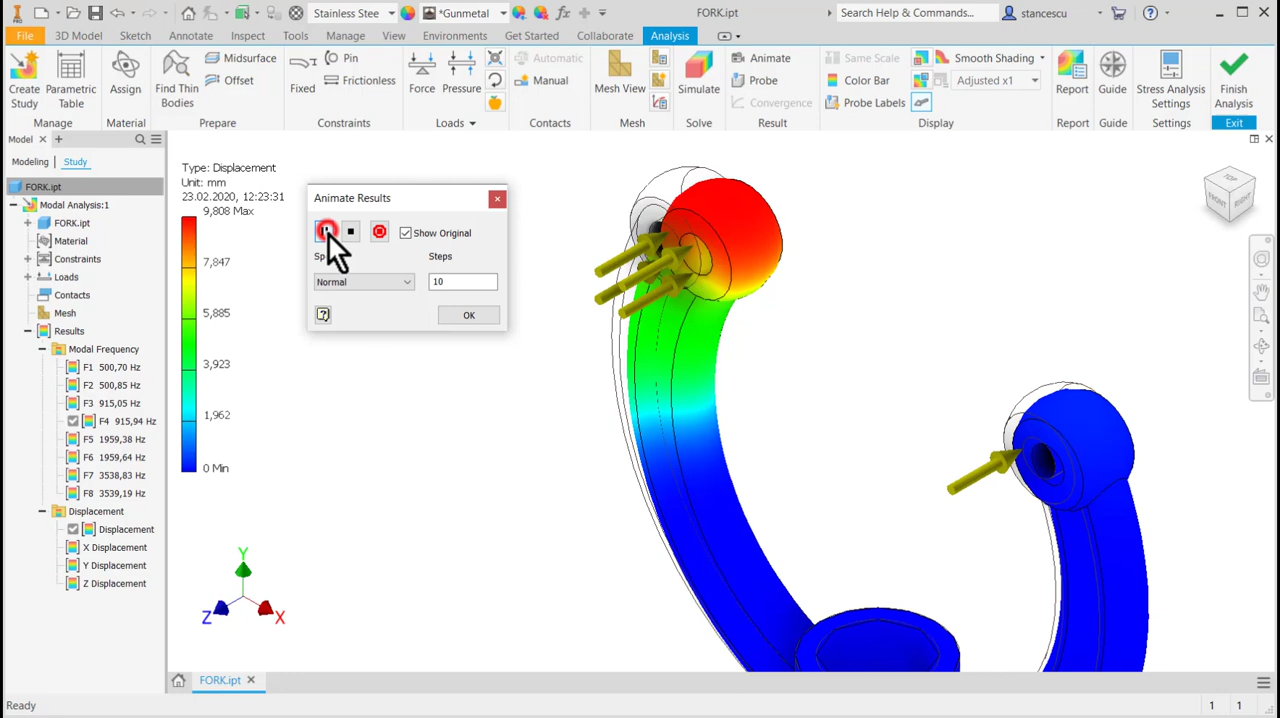 PRO
Stainless Stee
*Gunmetal
FORK.ipt
Search Help & Commands...
stancescu
File
3D Model
Sketch
Annotate
Inspect
Tools
Manage
View
Environments
Get Started
Collaborate
Analysis
Create Study
Parametric Table
Manage
Assign
Material
Find Thin Bodies
Midsurface
Offset
Prepare
Fixed
Pin
Frictionless
Constraints
Force
Pressure
Loads
Automatic
Manual
Contacts
Mesh View
Mesh
Simulate
Solve
Animate
Probe
Convergence
Result
Same Scale
Color Bar
Probe Labels
Smooth Shading
Adjusted x1
Display
Report
Report
Guide
Guide
Stress Analysis Settings
Settings
Finish Analysis
Exit
Model
Modeling
Study
FORK.ipt
Modal Analysis:1
FORK.ipt
Material
Constraints
Loads
Contacts
Mesh
Results
Modal Frequency
F1 500,70 Hz
F2 500,85 Hz
F3 915,05 Hz
F4 915,94 Hz
F5 1959,38 Hz
F6 1959,64 Hz
F7 3538,83 Hz
F8 3539,19 Hz
Displacement
Displacement
X Displacement
Y Displacement
Z Displacement
Type: Displacement
Unit: mm
23.02.2020, 12:23:31
9,808 Max
7,847
5,885
3,923
1,962
0 Min
Animate Results
Show Original
Sp
Steps
Normal
10
OK
TOP
FRONT
RIGHT
Y
Z
X
FORK.ipt
Ready
1
1